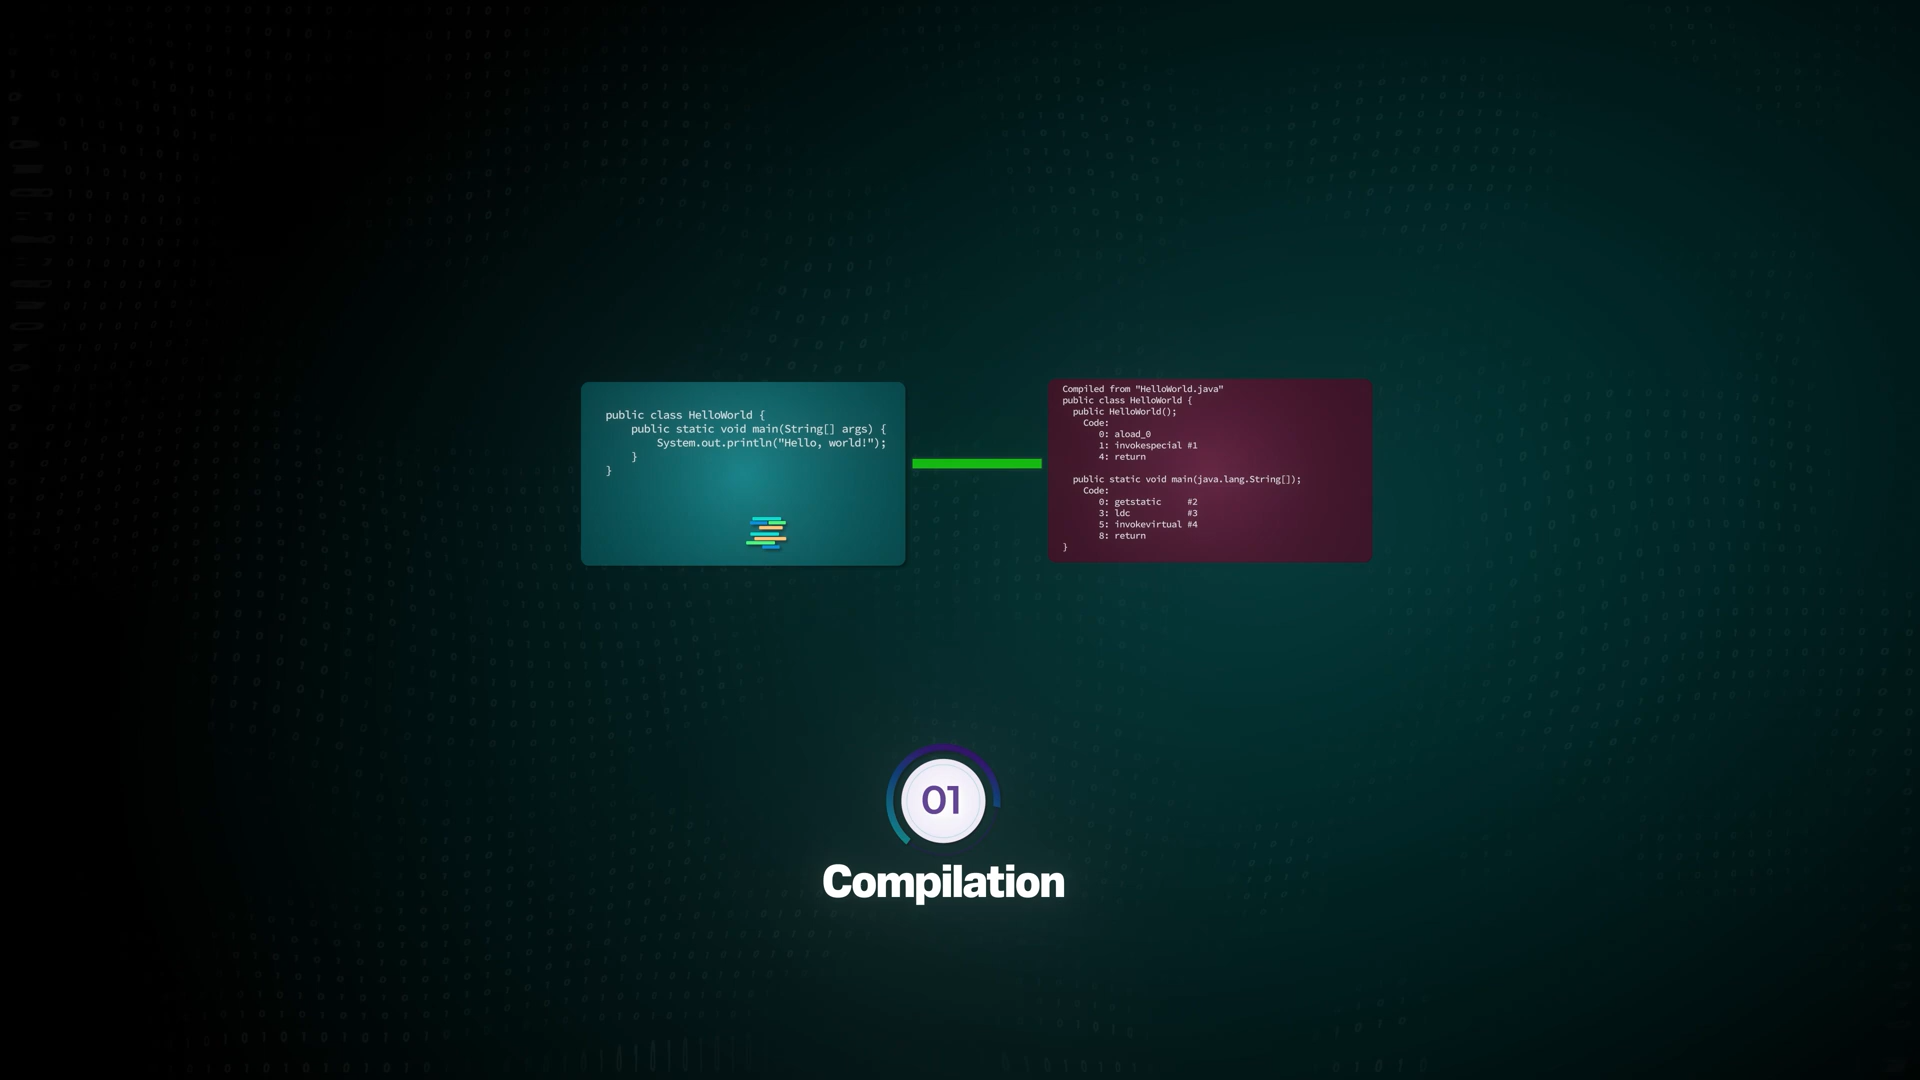 public class HelloWorld {
    public static void main(String[] args) {
        System.out.println("Hello, world!");
    }
}
Compiled from "HelloWorld.java"
public class HelloWorld {
  public HelloWorld();
    Code:
       0: aload_0
       1: invokespecial #1
       4: return
  public static void main(java.lang.String[]);
    Code:
       0: getstatic     #2
       3: ldc           #3
       5: invokevirtual #4
       8: return
}
01
Compilation